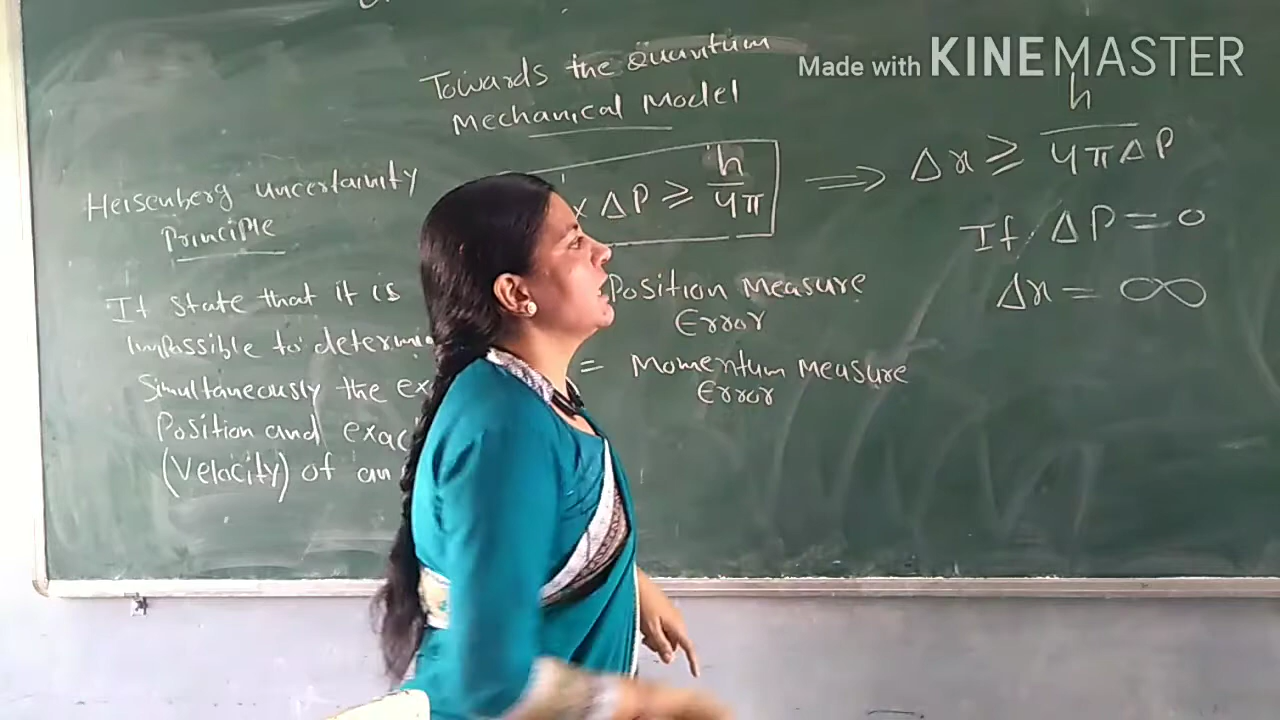 Made with KINEMASTER
Towards the Quantum
Mechanical Model
Heisenberg uncertainity
Principle
It state that it is
impossible to
Simultaneously the
Position and
(Velocity) of an
x ΔP ≥ h/4π
⟹ Δx ≥ h/4πΔP
If ΔP = 0
Δx = ∞
Position Measure
Error
= Momentum Measure
Error